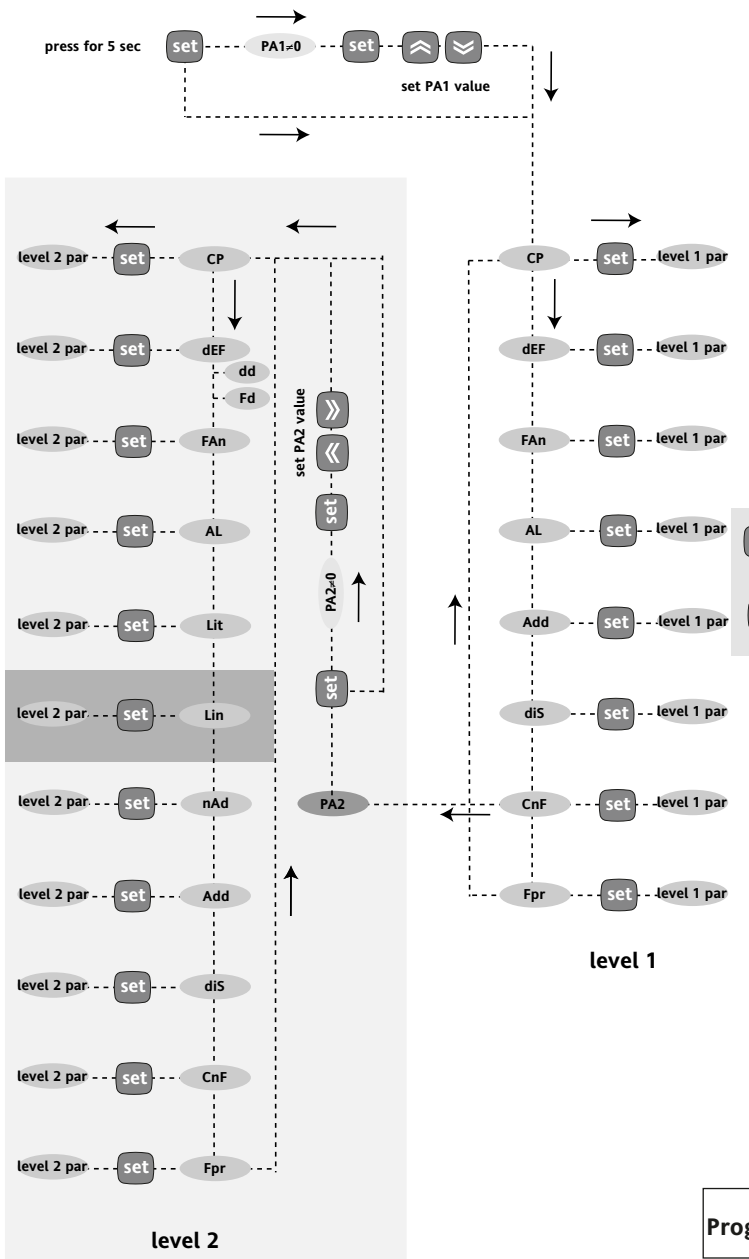 press for 5 sec set PA1≠0 set
set PA1 value
level 2 par set CP
CP set level 1 par
level 2 par set dEF
dd
Fd
dEF set level 1 par
level 2 par set FAn
FAn set level 1 par
level 2 par set AL
AL set level 1 par
level 2 par set Lit
Add set level 1 par
level 2 par set Lin
diS set level 1 par
level 2 par set nAd
CnF set level 1 par
level 2 par set Add
Fpr set level 1 par
level 2 par set diS
level 2 par set CnF
level 2 par set Fpr
set PA2 value
set
PA2≠0
set
PA2
level 1
level 2
Prog